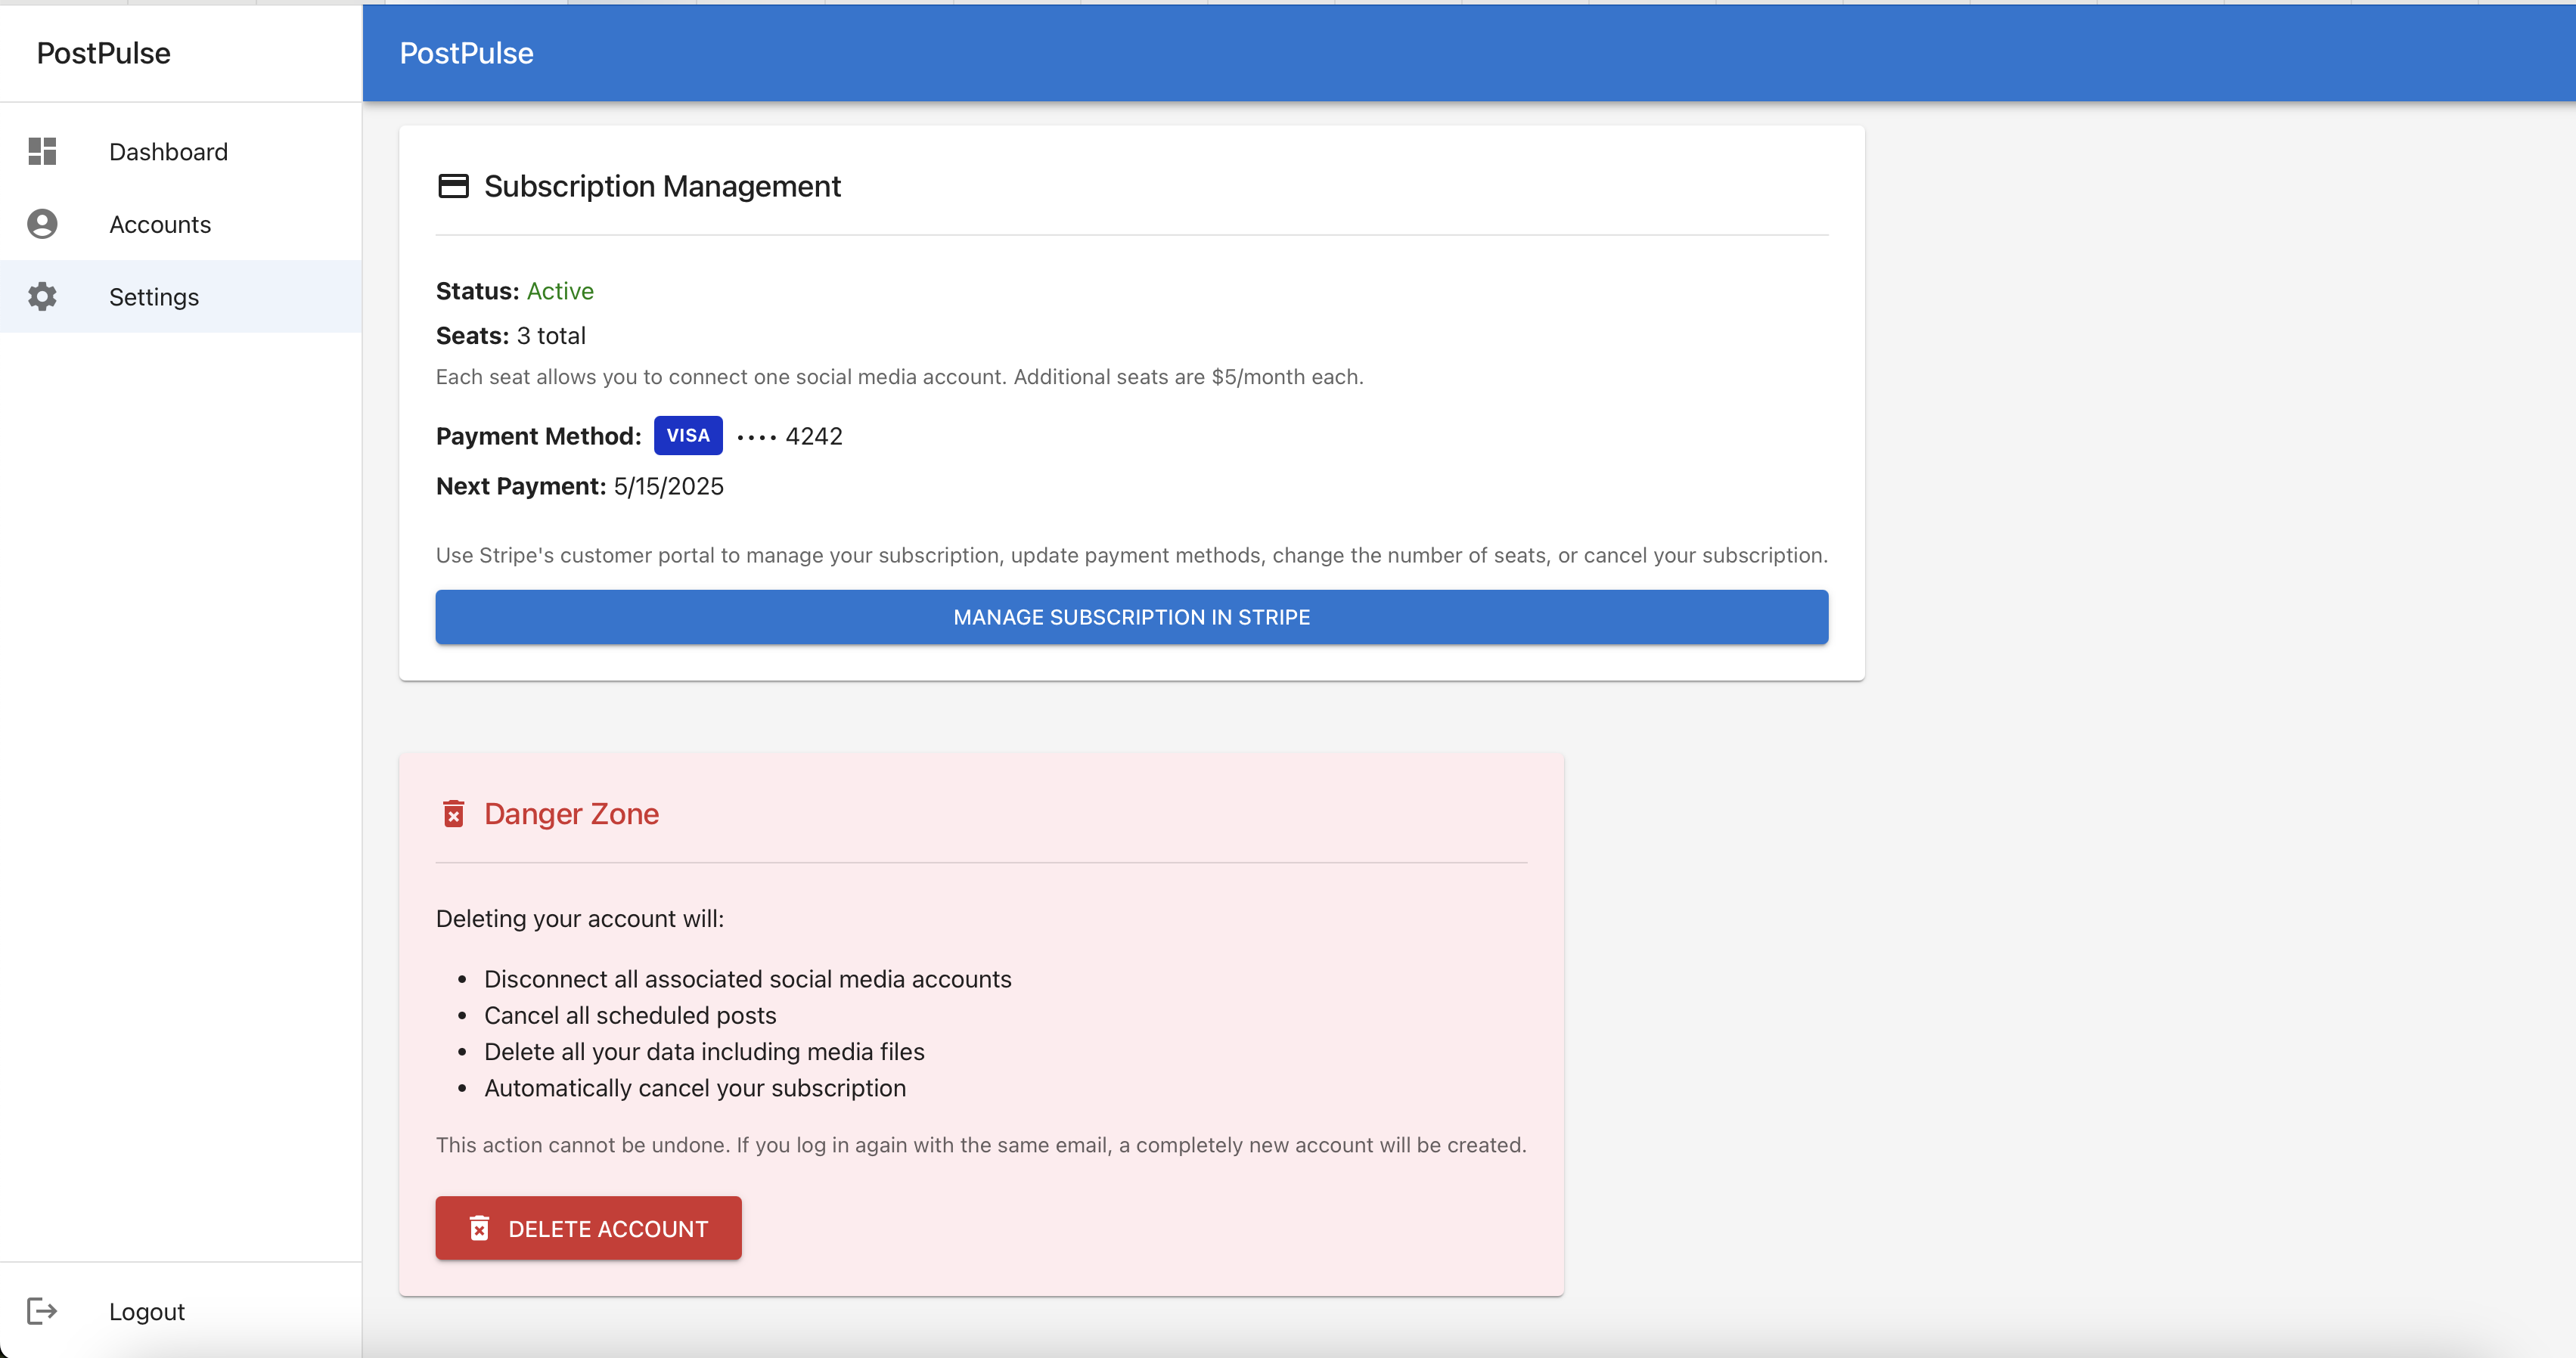 PostPulse
PostPulse
Dashboard
Accounts
Settings
Subscription Management
Status: Active
Seats: 3 total
Each seat allows you to connect one social media account. Additional seats are $5/month each.
Payment Method: VISA •••• 4242
Next Payment: 5/15/2025
Use Stripe's customer portal to manage your subscription, update payment methods, change the number of seats, or cancel your subscription.
MANAGE SUBSCRIPTION IN STRIPE
Danger Zone
Deleting your account will:
• Disconnect all associated social media accounts
• Cancel all scheduled posts
• Delete all your data including media files
• Automatically cancel your subscription
This action cannot be undone. If you log in again with the same email, a completely new account will be created.
DELETE ACCOUNT
Logout